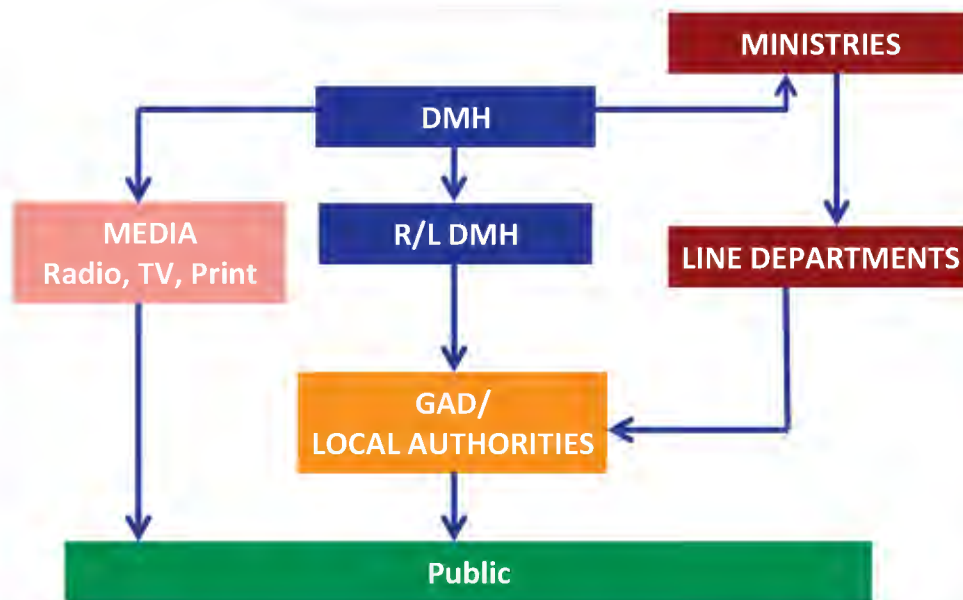 MINISTRIES
DMH
MEDIA
Radio, TV, Print
R/L DMH
LINE DEPARTMENTS
GAD/
LOCAL AUTHORITIES
Public